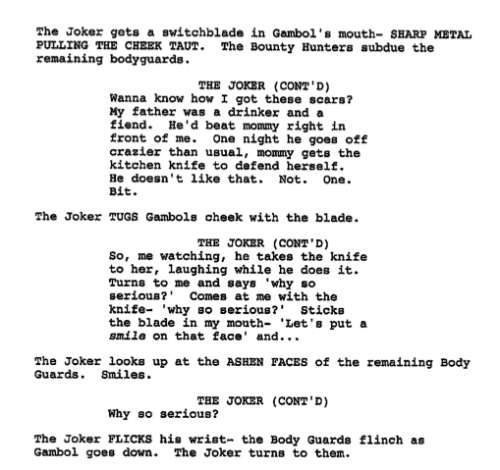 The Joker gets a switchblade in Gambol's mouth- SHARP METAL
PULLING THE CHEEK TAUT. The Bounty Hunters subdue the
remaining bodyguards.
THE JOKER (CONT'D)
Wanna know how I got these scars?
My father was a drinker and a
fiend. He'd beat mommy right in
front of me. One night he goes off
crazier than usual, mommy gets the
kitchen knife to defend herself.
He doesn't like that. Not. One.
Bit.
The Joker TUGS Gambols cheek with the blade.
THE JOKER (CONT'D)
So, me watching, he takes the knife
to her, laughing while he does it.
Turns to me and says 'why so
serious?' Comes at me with the
knife- 'why so serious?' Sticks
the blade in my mouth- 'Let's put a
smile on that face' and...
The Joker looks up at the ASHEN FACES of the remaining Body
Guards. Smiles.
THE JOKER (CONT'D)
Why so serious?
The Joker FLICKS his wrist- the Body Guards flinch as
Gambol goes down. The Joker turns to them.